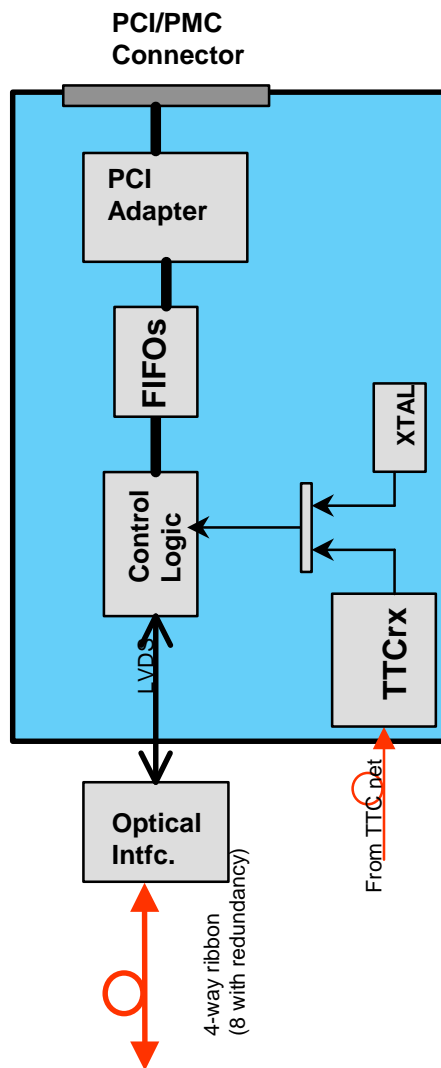 PCI/PMC
Connector
PCI
Adapter
FIFOs
XTAL
Control
Logic
TTCrx
LVDS
From TTC net
Optical
Intfc.
4-way ribbon
(8 with redundancy)